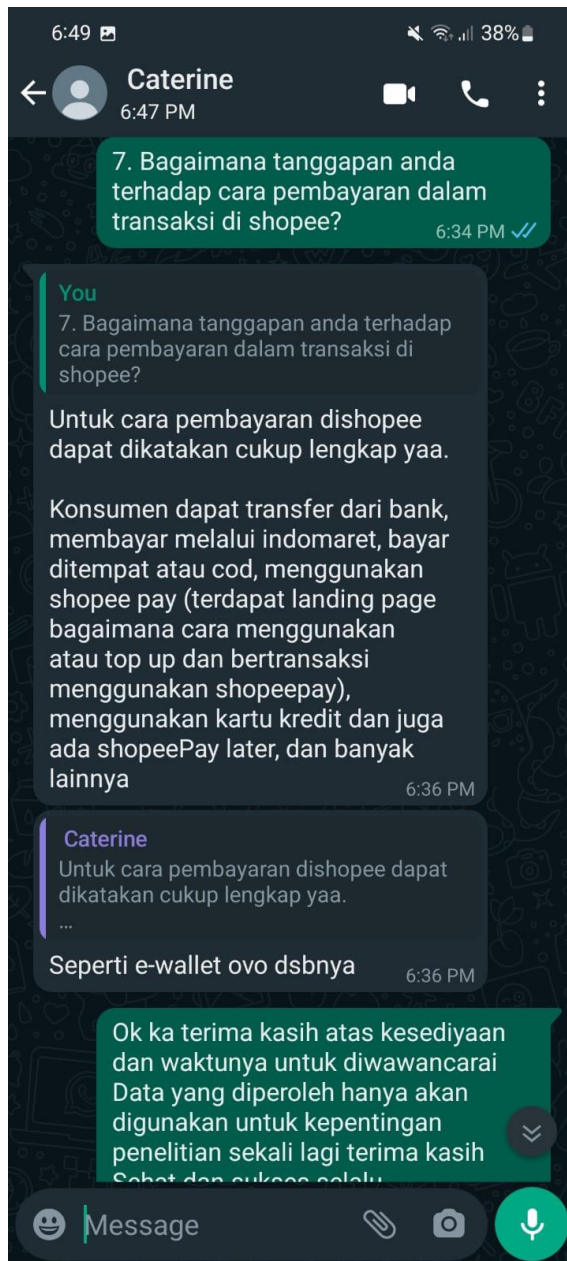 6:49 38%
Caterine
6:47 PM
7. Bagaimana tanggapan anda
terhadap cara pembayaran dalam
transaksi di shopee?
6:34 PM
You
7. Bagaimana tanggapan anda terhadap
cara pembayaran dalam transaksi di
shopee?
Untuk cara pembayaran dishopee
dapat dikatakan cukup lengkap yaa.
Konsumen dapat transfer dari bank,
membayar melalui indomaret, bayar
ditempat atau cod, menggunakan
shopee pay (terdapat landing page
bagaimana cara menggunakan
atau top up dan bertransaksi
menggunakan shopeepay),
menggunakan kartu kredit dan juga
ada shopeePay later, dan banyak
lainnya
6:36 PM
Caterine
Untuk cara pembayaran dishopee dapat
dikatakan cukup lengkap yaa.
...
Seperti e-wallet ovo dsbnya
6:36 PM
Ok ka terima kasih atas kesediyaan
dan waktunya untuk diwawancarai
Data yang diperoleh hanya akan
digunakan untuk kepentingan
penelitian sekali lagi terima kasih
Sehat dan sukses selalu
Message